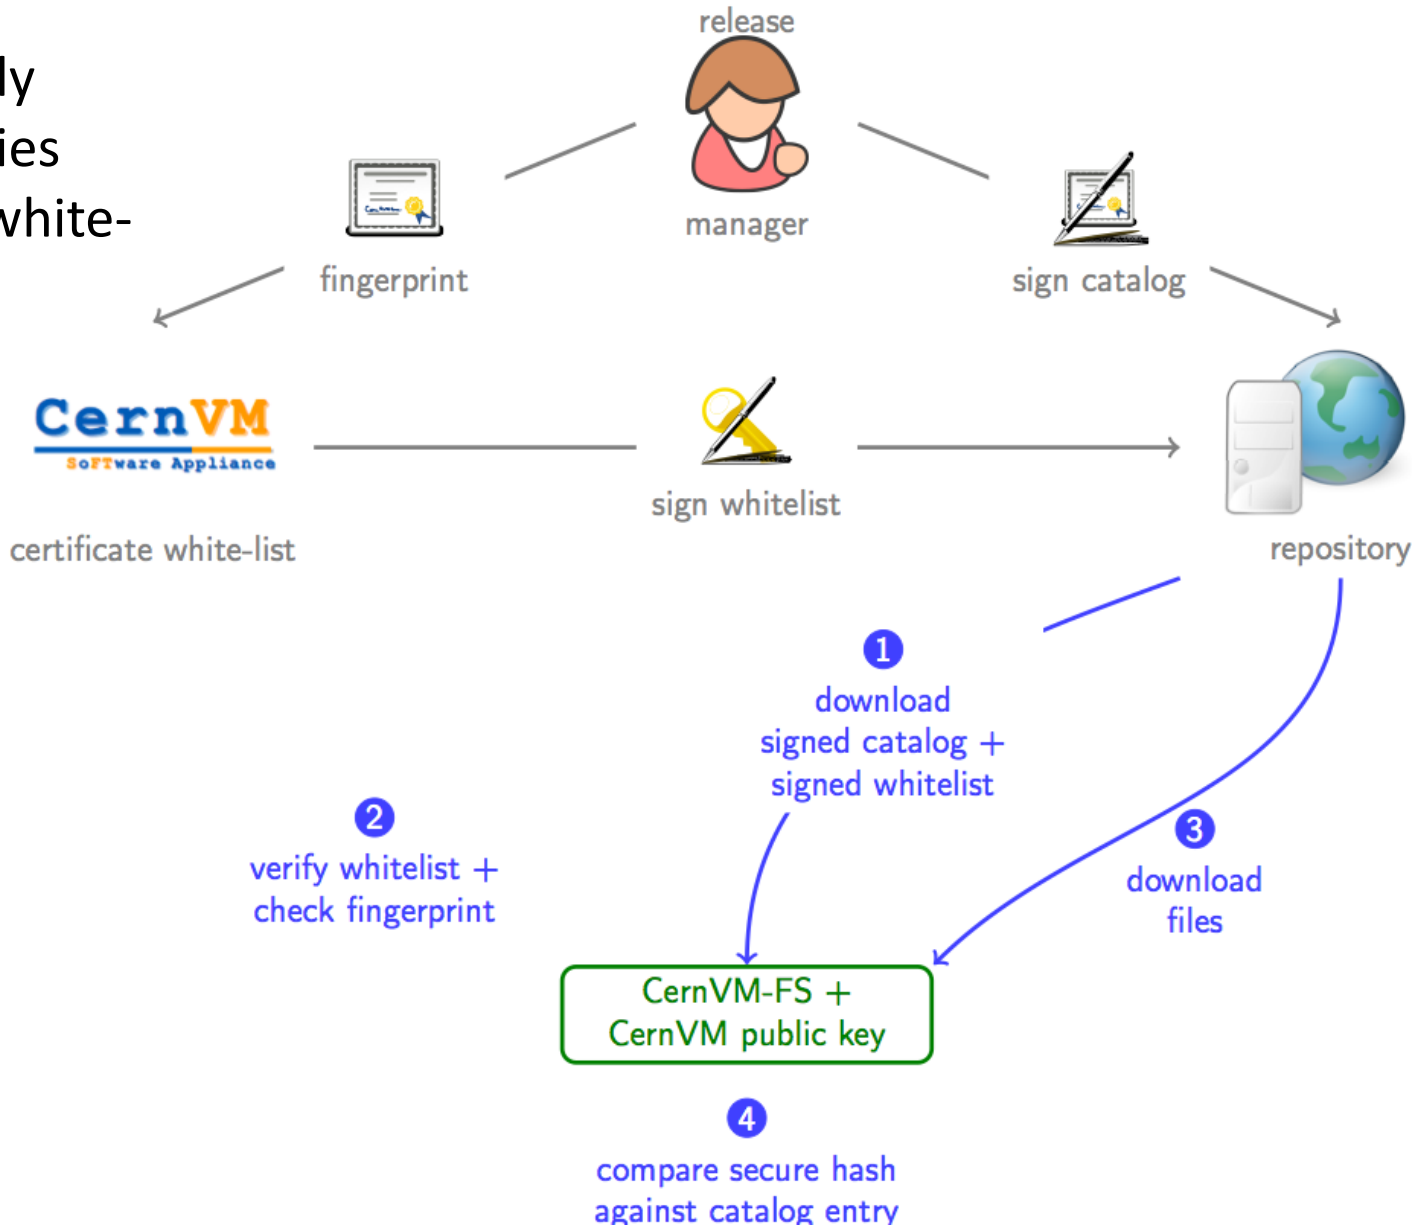 release
ly
ies
white-
manager
fingerprint
sign catalog
CernVM
SoFTware Appliance
sign whitelist
certificate white-list
repository
1
download
signed catalog +
signed whitelist
2
verify whitelist +
check fingerprint
3
download
files
CernVM-FS +
CernVM public key
4
compare secure hash
against catalog entry